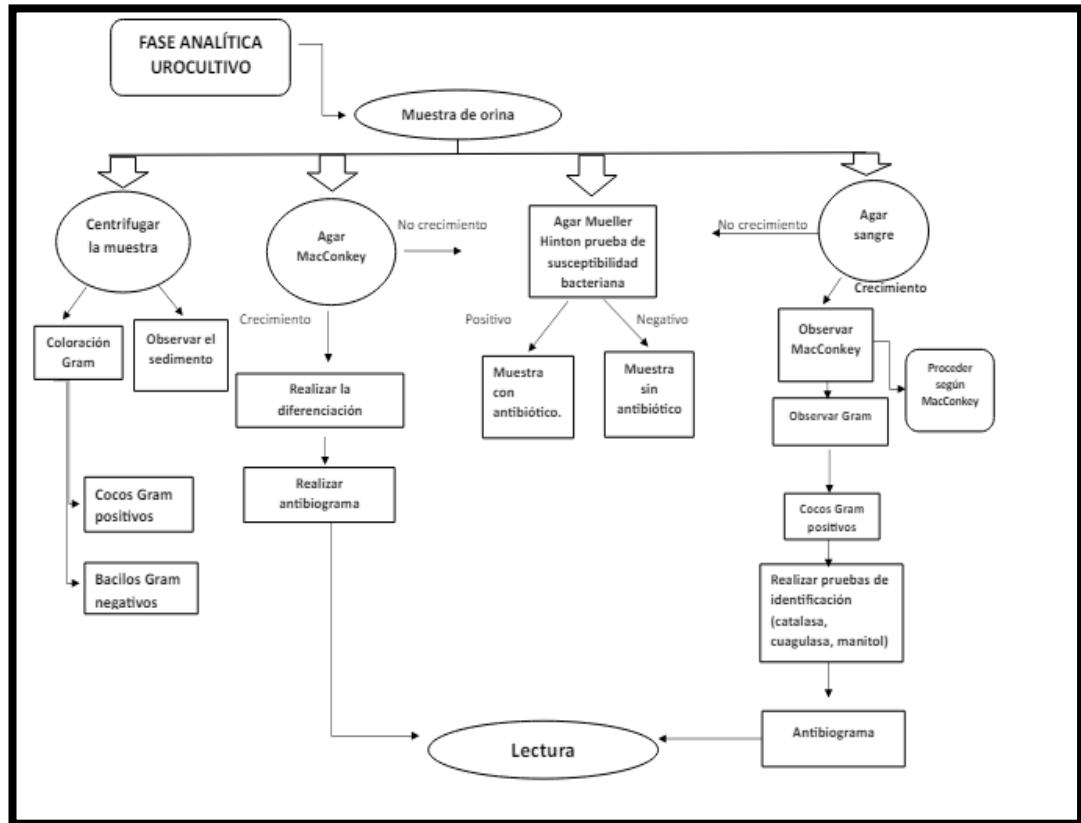 FASE ANALÍTICA
UROCULTIVO
Muestra de orina
Centrifugar
la muestra
Agar
MacConkey
No crecimiento
Agar Mueller
Hinton prueba de
susceptibilidad
bacteriana
No crecimiento
Agar
sangre
Crecimiento
Coloración
Gram
Observar el
sedimento
Crecimiento
Positivo
Negativo
Observar
MacConkey
Proceder
según
MacConkey
Realizar la
diferenciación
Muestra
con
antibiótico.
Muestra
sin
antibiótico
Observar Gram
Realizar
antibiograma
Cocos Gram
positivos
Cocos Gram
positivos
Bacilos Gram
negativos
Realizar pruebas de
identificación
(catalasa,
cuagulasa, manitol)
Antibiograma
Lectura